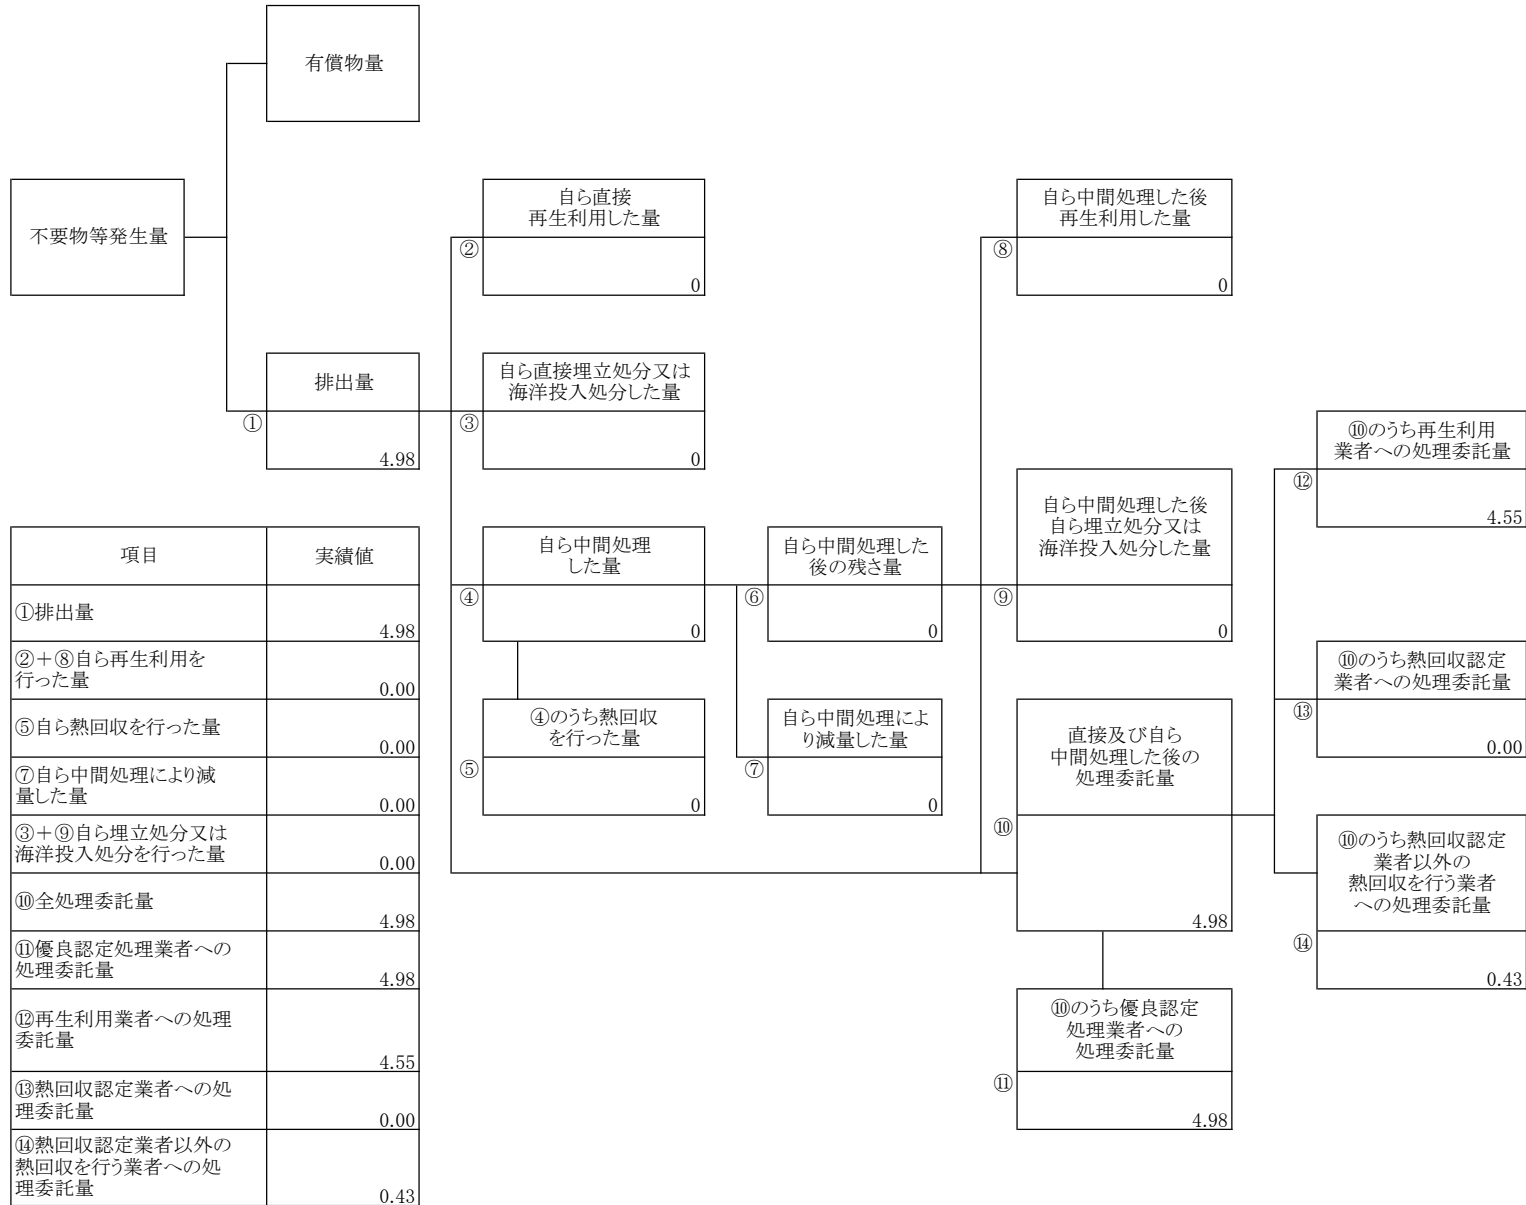 有償物量
不要物等発生量
自ら直接
再生利用した量
②
0
自ら中間処理した後
再生利用した量
⑧
0
排出量
①
4.98
自ら直接埋立処分又は
海洋投入処分した量
③
0
⑩のうち再生利用
業者への処理委託量
⑫
4.55
自ら中間処理
した量
④
0
自ら中間処理した
後の残さ量
⑥
0
自ら中間処理した後
自ら埋立処分又は
海洋投入処分した量
⑨
0
⑩のうち熱回収認定
業者への処理委託量
⑬
0.00
④のうち熱回収
を行った量
⑤
0
自ら中間処理によ
り減量した量
⑦
0
直接及び自ら
中間処理した後の
処理委託量
⑩
4.98
⑩のうち熱回収認定
業者以外の
熱回収を行う業者
への処理委託量
⑭
0.43
⑩のうち優良認定
処理業者への
処理委託量
⑪
4.98
項目 実績値
①排出量
4.98
②+⑧自ら再生利用を
行った量
0.00
⑤自ら熱回収を行った量
0.00
⑦自ら中間処理により減
量した量
0.00
③+⑨自ら埋立処分又は
海洋投入処分を行った量
0.00
⑩全処理委託量
4.98
⑪優良認定処理業者への
処理委託量
4.98
⑫再生利用業者への処理
委託量
4.55
⑬熱回収認定業者への処
理委託量
0.00
⑭熱回収認定業者以外の
熱回収を行う業者への処
理委託量
0.43